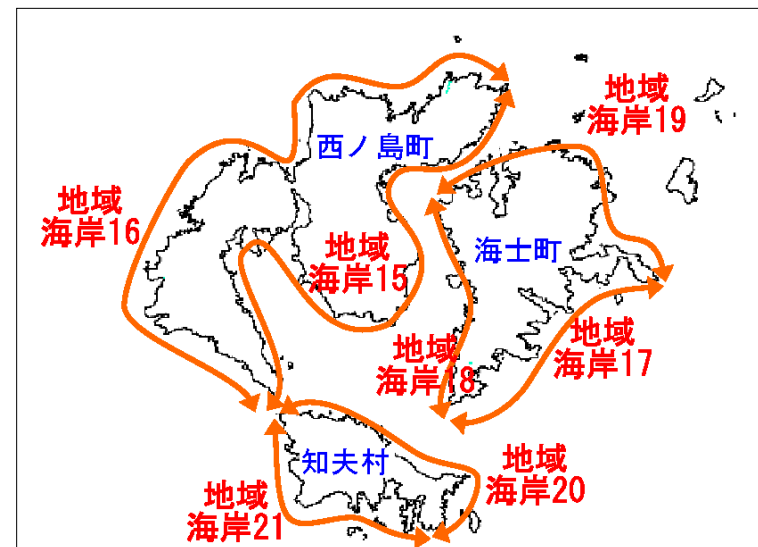 地域
海岸19
西ノ島町
地域
海岸16
地域
海岸15
海士町
地域
海岸18
地域
海岸17
知夫村
地域
海岸20
地域
海岸21